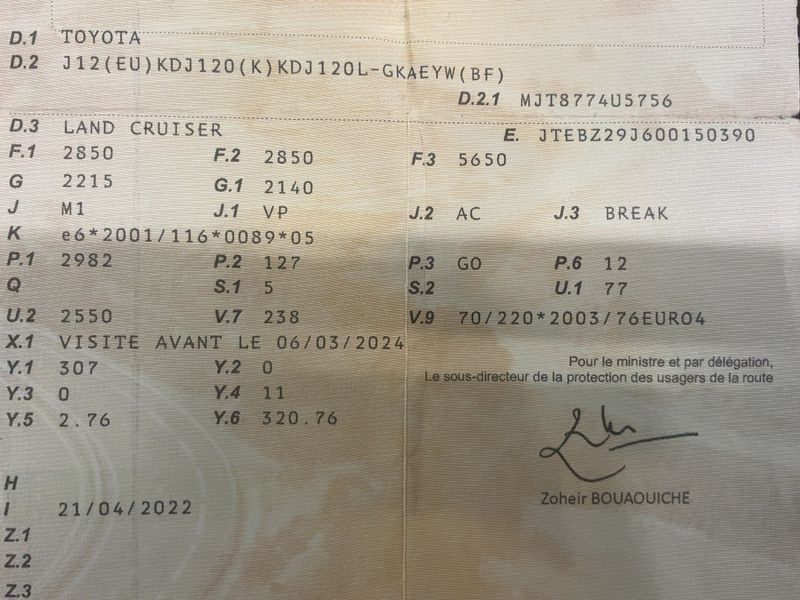 D.1 TOYOTA
D.2 J12(EU)KDJ120(K)KDJ120L-GKAEYW(BF)
D.2.1 MJT8774U5756
D.3 LAND CRUISER E. JTEBZ29J600150390
F.1 2850 F.2 2850 F.3 5650
G 2215 G.1 2140
J M1 J.1 VP J.2 AC J.3 BREAK
K e6*2001/116*0089*05
P.1 2982 P.2 127 P.3 GO P.6 12
Q S.1 5 S.2 U.1 77
U.2 2550 V.7 238 V.9 70/220*2003/76EURO4
X.1 VISITE AVANT LE 06/03/2024
Y.1 307 Y.2 0
Pour le ministre et par délégation,
Le sous-directeur de la protection des usagers de la route
Y.3 0 Y.4 11
Y.5 2.76 Y.6 320.76
H
Zoheir BOUAOUICHE
I 21/04/2022
Z.1
Z.2
Z.3